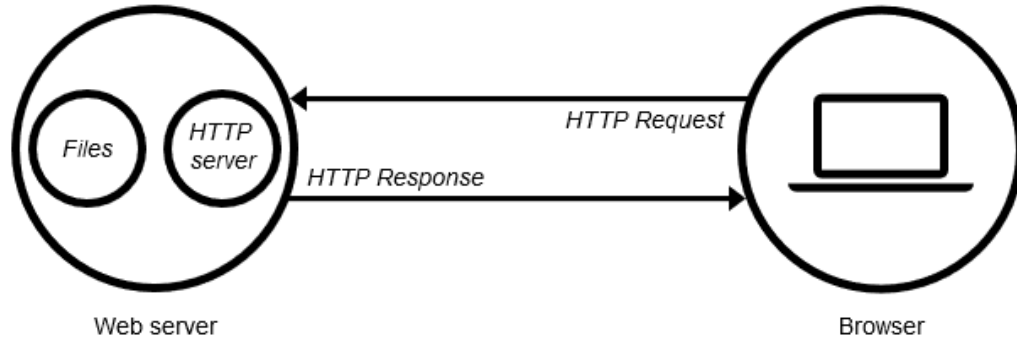 Files
HTTP
server
HTTP Request
HTTP Response
Web server
Browser